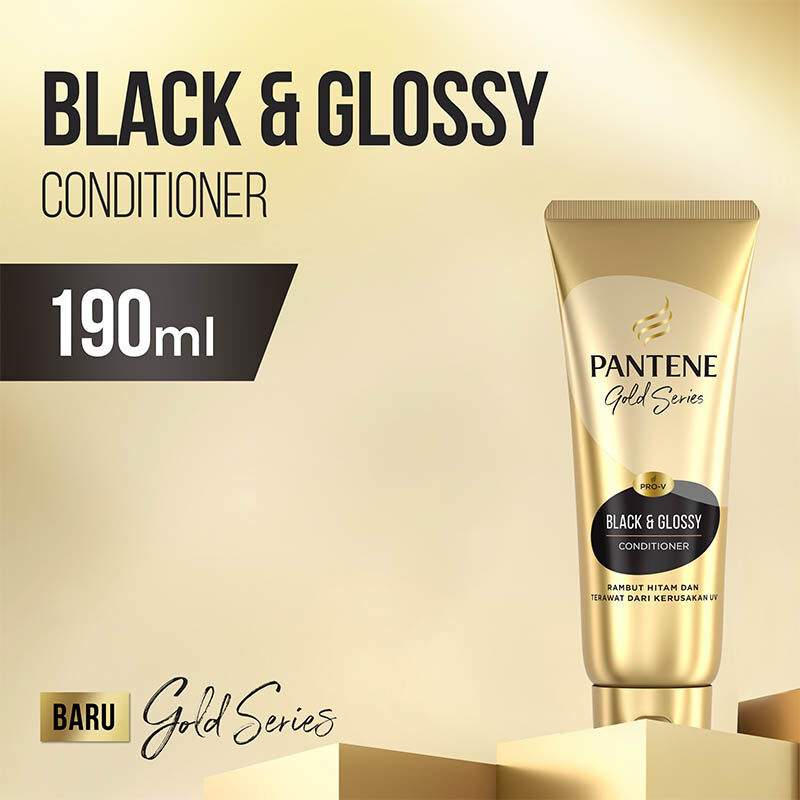 BLACK & GLOSSY
CONDITIONER
190ml
PANTENE
Gold Series
PRO-V
BLACK & GLOSSY
CONDITIONER
RAMBUT HITAM DAN
TERAWAT DARI KERUSAKAN UV
BARU Gold Series